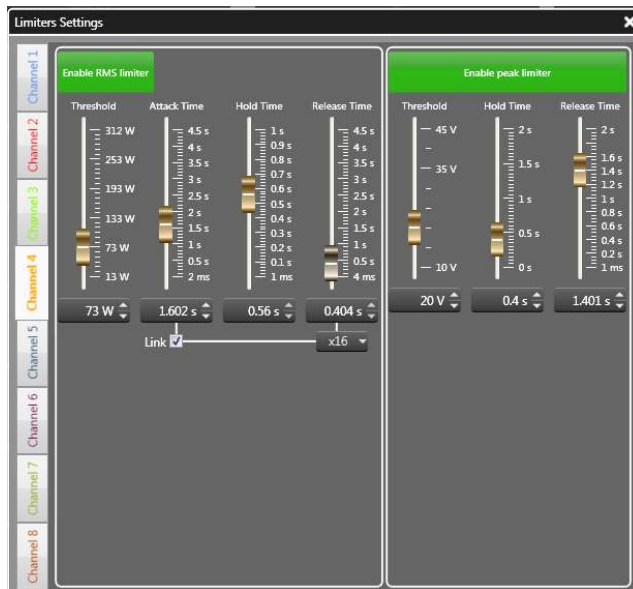 Limiters Settings
Channel 1
Channel 2
Channel 3
Channel 4
Channel 5
Channel 6
Channel 7
Channel 8
Enable RMS limiter
Threshold
312 W
253 W
193 W
133 W
73 W
13 W
73 W
Attack Time
4.5 s
4 s
3.5 s
3 s
2.5 s
2 s
1.5 s
1 s
0.5 s
2 ms
1.602 s
Hold Time
1 s
0.9 s
0.8 s
0.7 s
0.6 s
0.5 s
0.4 s
0.3 s
0.2 s
0.1 s
1 ms
0.56 s
Release Time
4.5 s
4 s
3.5 s
3 s
2.5 s
2 s
1.5 s
1 s
0.5 s
4 ms
0.404 s
Link
x16
Enable peak limiter
Threshold
45 V
35 V
10 V
20 V
Hold Time
2 s
1.5 s
1 s
0.5 s
0 s
0.4 s
Release Time
2 s
1.6 s
1.4 s
1.2 s
1 s
0.8 s
0.6 s
0.4 s
0.2 s
1 ms
1.401 s